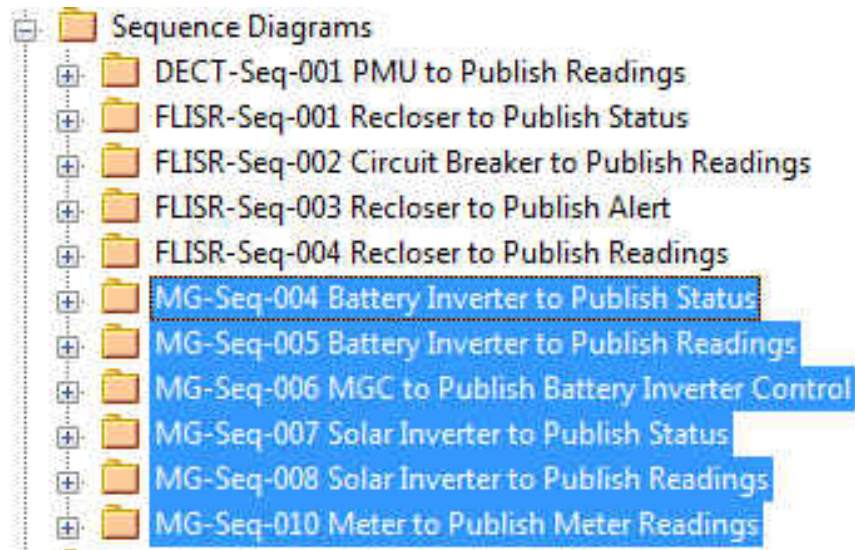 Sequence Diagrams
DECT-Seq-001 PMU to Publish Readings
FLISR-Seq-001 Recloser to Publish Status
FLISR-Seq-002 Circuit Breaker to Publish Readings
FLISR-Seq-003 Recloser to Publish Alert
FLISR-Seq-004 Recloser to Publish Readings
MG-Seq-004 Battery Inverter to Publish Status
MG-Seq-005 Battery Inverter to Publish Readings
MG-Seq-006 MGC to Publish Battery Inverter Control
MG-Seq-007 Solar Inverter to Publish Status
MG-Seq-008 Solar Inverter to Publish Readings
MG-Seq-010 Meter to Publish Meter Readings